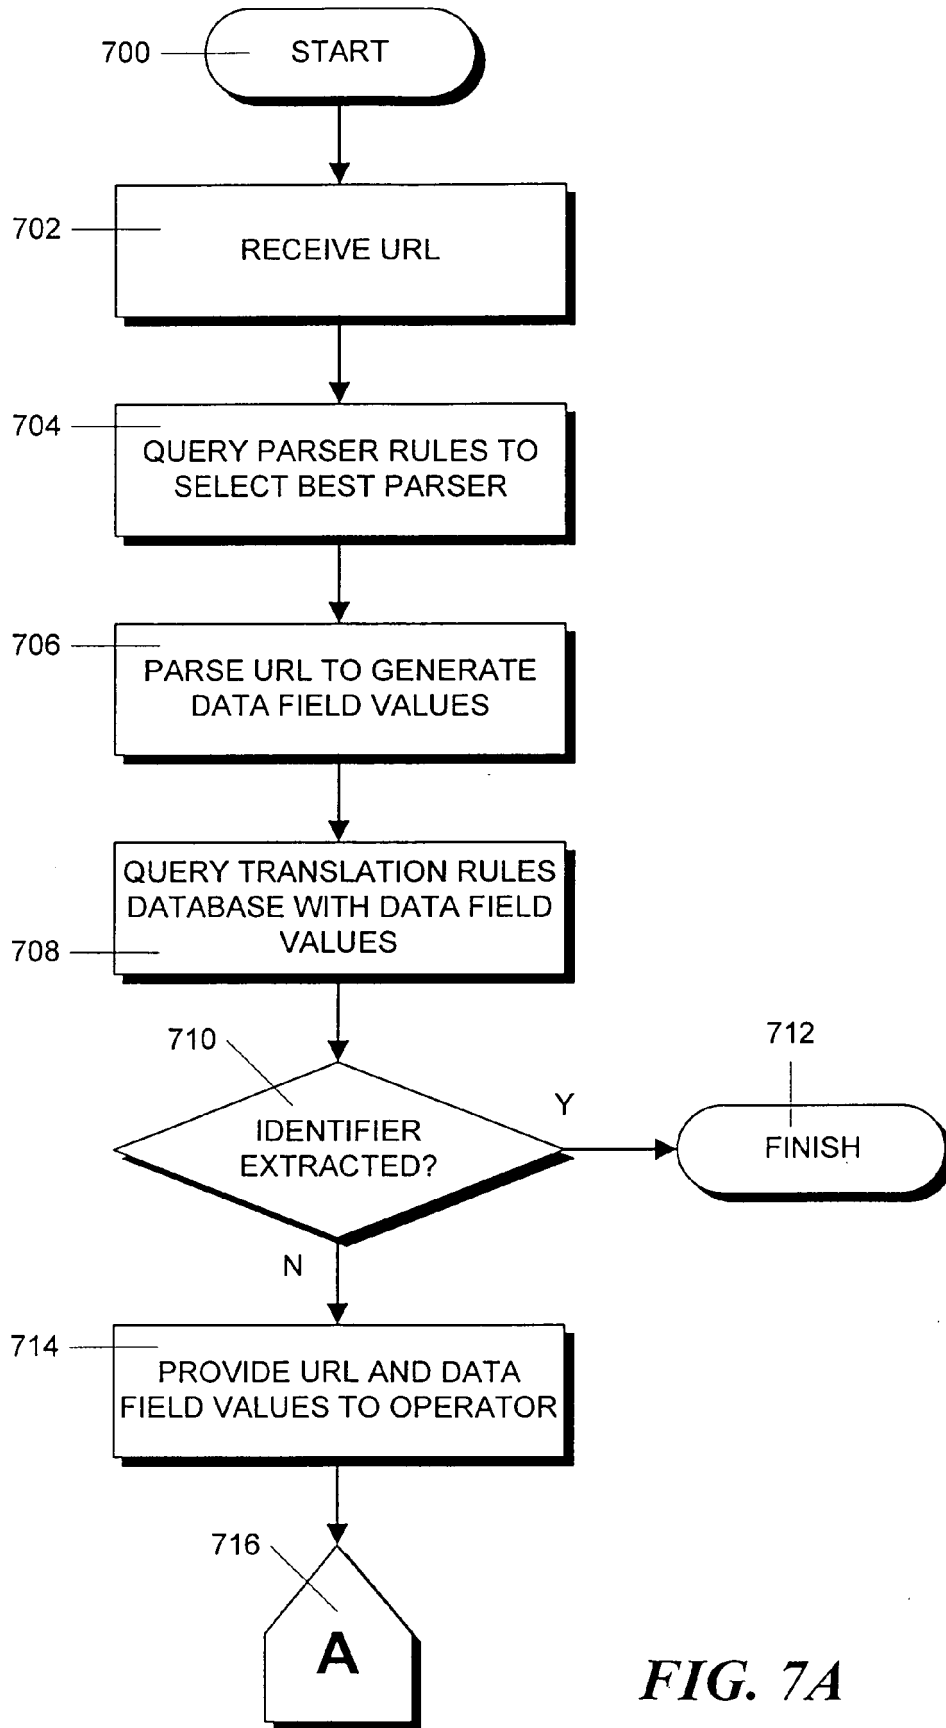 700
START
702
RECEIVE URL
704
QUERY PARSER RULES TO
SELECT BEST PARSER
706
PARSE URL TO GENERATE
DATA FIELD VALUES
QUERY TRANSLATION RULES
DATABASE WITH DATA FIELD
VALUES
708
710
712
IDENTIFIER
EXTRACTED?
Y
FINISH
N
714
PROVIDE URL AND DATA
FIELD VALUES TO OPERATOR
716
A
FIG. 7A